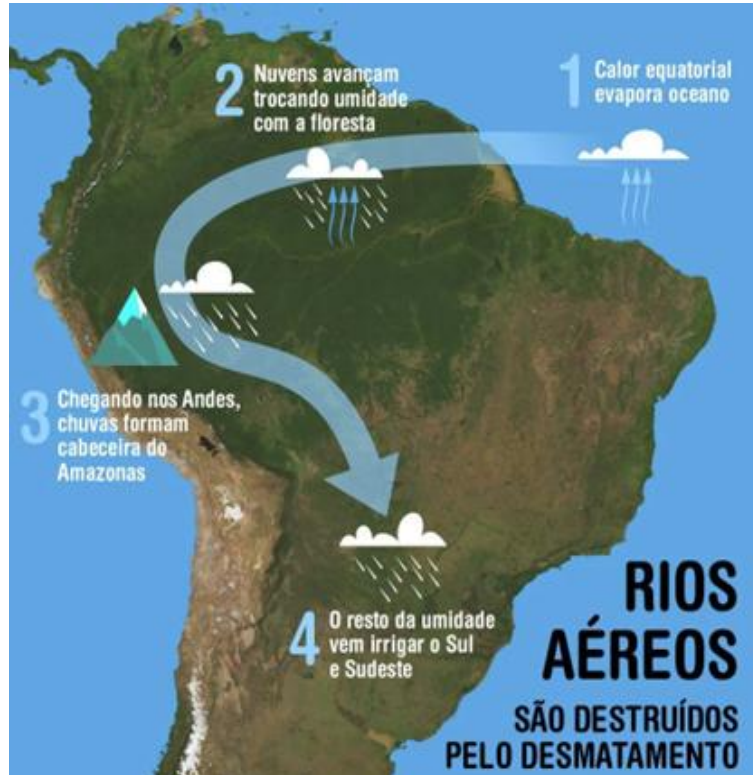 1 Calor equatorial
evapora oceano
2 Nuvens avançam
trocando umidade
com a floresta
3 Chegando nos Andes,
chuvas formam
cabeceira do
Amazonas
4 O resto da umidade
vem irrigar o Sul
e Sudeste
RIOS
AÉREOS
SÃO DESTRUÍDOS
PELO DESMATAMENTO